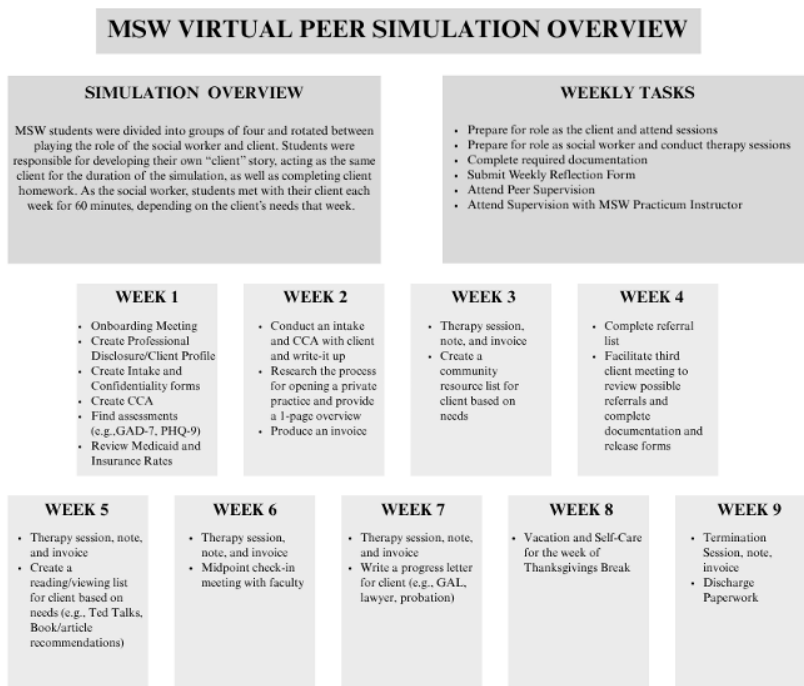 MSW VIRTUAL PEER SIMULATION OVERVIEW
SIMULATION OVERVIEW
MSW students were divided into groups of four and rotated between
playing the role of the social worker and client. Students were
responsible for developing their own “client” story, acting as the same
client for the duration of the simulation, as well as completing client
homework. As the social worker, students met with their client each
week for 60 minutes, depending on the client's needs that week.
WEEKLY TASKS
• Prepare for role as the client and attend sessions
• Prepare for role as social worker and conduct therapy sessions
• Complete required documentation
• Submit Weekly Reflection Form
• Attend Peer Supervision
• Attend Supervision with MSW Practicum Instructor
WEEK 1
• Onboarding Meeting
• Create Professional
Disclosure/Client Profile
• Create Intake and
Confidentiality forms
• Create CCA
• Find assessments
(e.g.,GAD-7, PHQ-9)
• Review Medicaid and
Insurance Rates
WEEK 2
• Conduct an intake
and CCA with client
and write-it up
• Research the process
for opening a private
practice and provide
a 1-page overview
• Produce an invoice
WEEK 3
• Therapy session,
note, and invoice
• Create a
community
resource list for
client based on
needs
WEEK 4
• Complete referral
list
• Facilitate third
client meeting to
review possible
referrals and
complete
documentation and
release forms
WEEK 5
• Therapy session, note,
and invoice
• Create a
reading/viewing list
for client based on
needs (e.g., Ted Talks,
Book/article
recommendations)
WEEK 6
• Therapy session,
note, and invoice
• Midpoint check-in
meeting with faculty
WEEK 7
• Therapy session, note,
and invoice
• Write a progress letter
for client (e.g., GAL,
lawyer, probation)
WEEK 8
• Vacation and Self-Care
for the week of
Thanksgivings Break
WEEK 9
• Termination
Session, note,
invoice
• Discharge
Paperwork